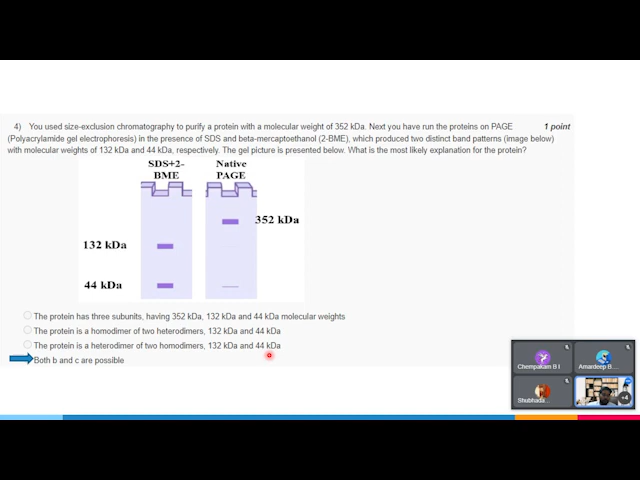 4) You used size-exclusion chromatography to purify a protein with a molecular weight of 352 kDa. Next you have run the proteins on PAGE 1 point
(Polyacrylamide gel electrophoresis) in the presence of SDS and beta-mercaptoethanol (2-BME), which produced two distinct band patterns (image below)
with molecular weights of 132 kDa and 44 kDa, respectively. The gel picture is presented below. What is the most likely explanation for the protein?
SDS+2-
BME
Native
PAGE
352 kDa
132 kDa
44 kDa
The protein has three subunits, having 352 kDa, 132 kDa and 44 kDa molecular weights
The protein is a homodimer of two heterodimers, 132 kDa and 44 kDa
The protein is a heterodimer of two homodimers, 132 kDa and 44 kDa
Both b and c are possible
Chempakam B I
Amardeep B...
Shubhada...
+4